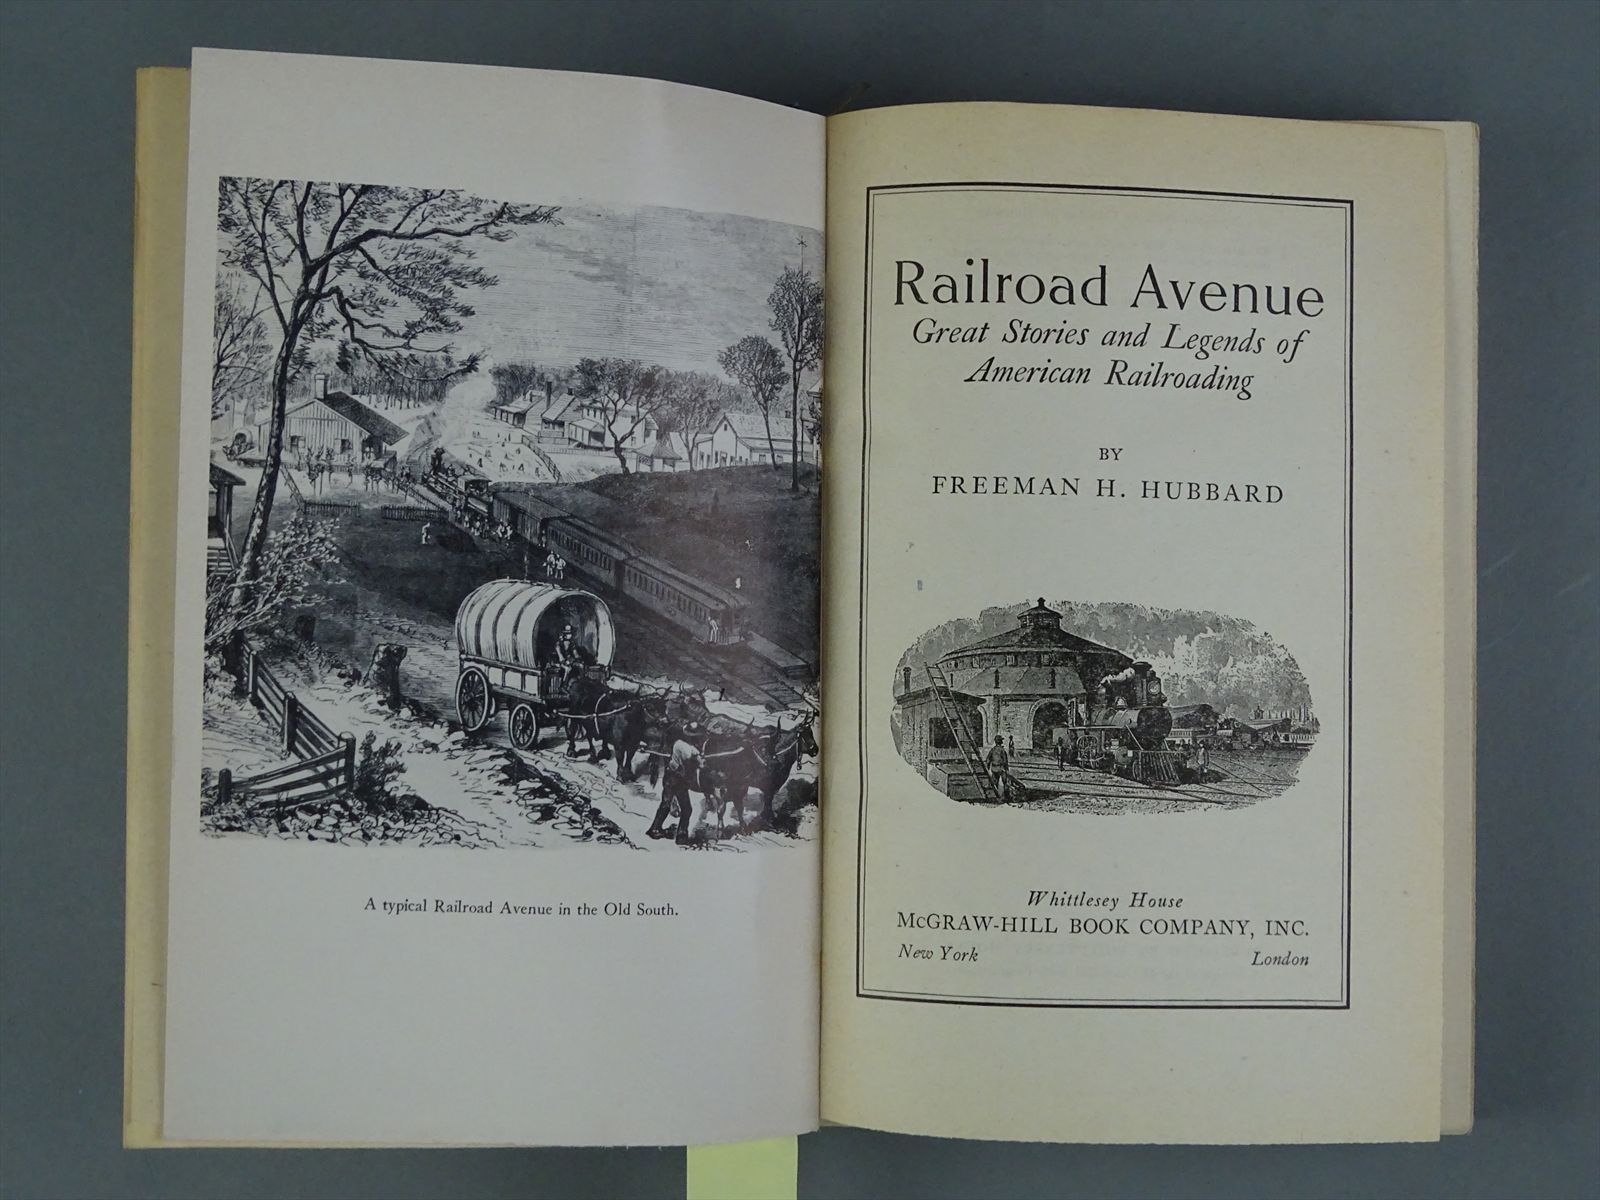 A typical Railroad Avenue in the Old South.
Railroad Avenue
Great Stories and Legends of
American Railroading
BY
FREEMAN H. HUBBARD
Whittlesey House
McGRAW-HILL BOOK COMPANY, INC.
New York London